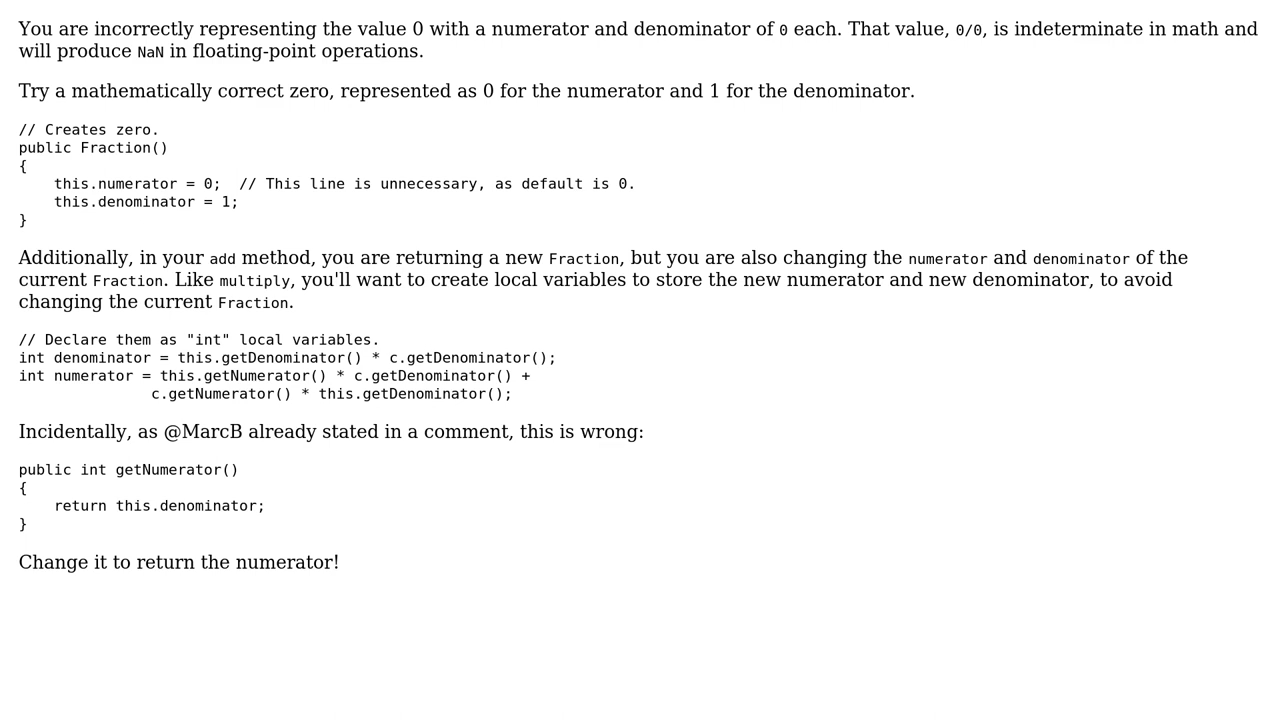 You are incorrectly representing the value 0 with a numerator and denominator of 0 each. That value, 0/0, is indeterminate in math and
will produce NaN in floating-point operations.
Try a mathematically correct zero, represented as 0 for the numerator and 1 for the denominator.
// Creates zero.
public Fraction()
{
    this.numerator = 0;  // This line is unnecessary, as default is 0.
    this.denominator = 1;
}
Additionally, in your add method, you are returning a new Fraction, but you are also changing the numerator and denominator of the
current Fraction. Like multiply, you'll want to create local variables to store the new numerator and new denominator, to avoid
changing the current Fraction.
// Declare them as "int" local variables.
int denominator = this.getDenominator() * c.getDenominator();
int numerator = this.getNumerator() * c.getDenominator() +
               c.getNumerator() * this.getDenominator();
Incidentally, as @MarcB already stated in a comment, this is wrong:
public int getNumerator()
{
    return this.denominator;
}
Change it to return the numerator!